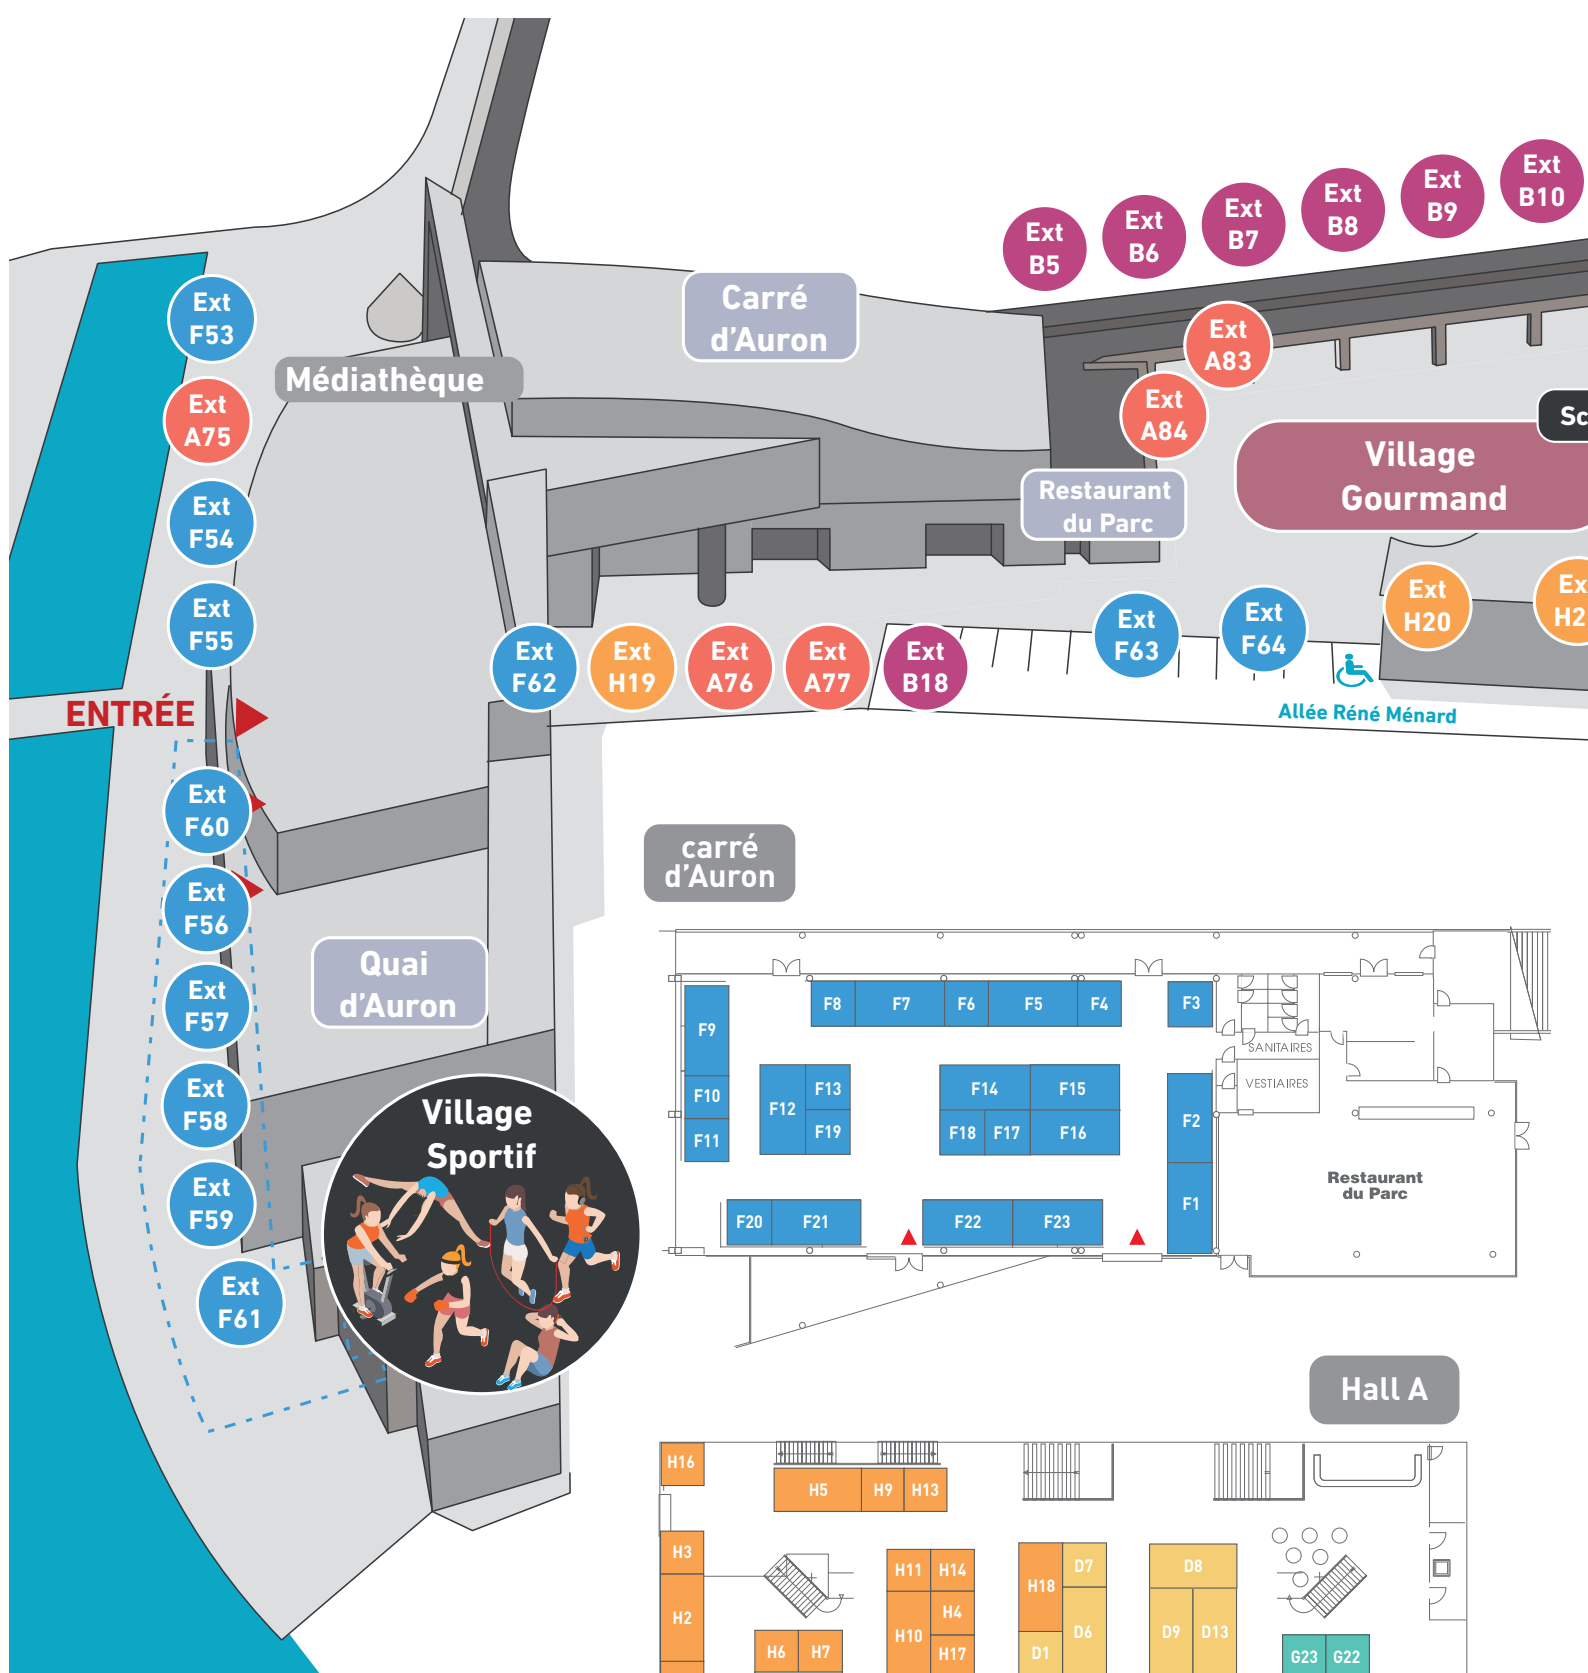 Ext
B10
Ext
B9
Ext
B8
Ext
B7
Ext
B6
Ext
B5
Ext
F53
Carré
d'Auron
Ext
A83
Médiathèque
Ext
A75
Ext
A84
Sc
Village
Gourmand
Restaurant
du Parc
Ext
F54
Ext
F55
Ext
F62
Ext
H19
Ext
A76
Ext
A77
Ext
B18
Ext
F63
Ext
F64
Ext
H20
Ex
H2
ENTRÉE
Allée Réné Ménard
Ext
F60
Ext
F56
Ext
F57
Ext
F58
Ext
F59
Ext
F61
Quai
d'Auron
Village
Sportif
carré
d'Auron
F8 F7 F6 F5 F4 F3
F9
SANITAIRES
VESTIAIRES
F10 F12 F13 F14 F15
F11 F19 F18 F17 F16 F2
Restaurant
du Parc
F20 F21 F22 F23 F1
Hall A
H16
H5 H9 H13
H3
H11 H14 H18 D7 D8
H2
H10 H4 D6 D9 D13
H6 H7 H17 D1 G23 G22